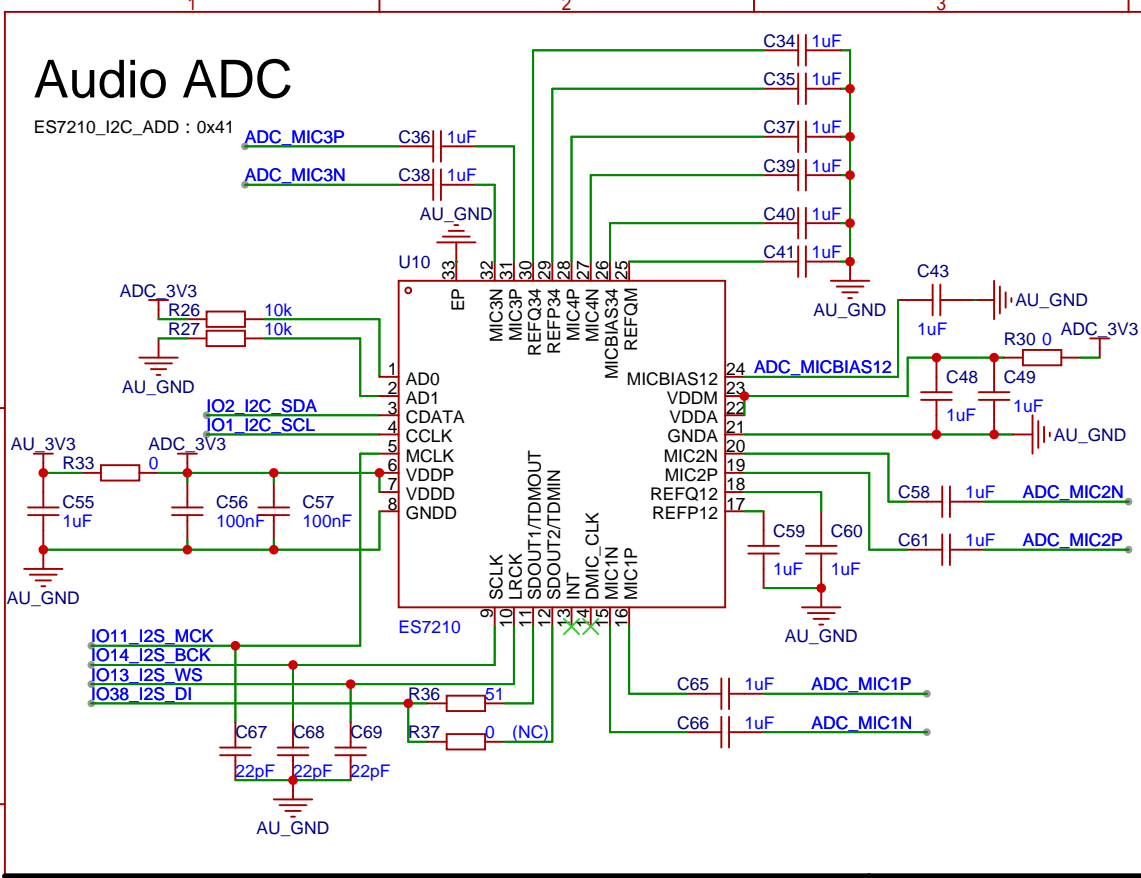 1
2
3
Audio ADC
ES7210_I2C_ADD : 0x41
ADC_MIC3P
C36
1uF
ADC_MIC3N
C38
1uF
AU_GND
C34
1uF
C35
1uF
C37
1uF
C39
1uF
C40
1uF
C41
1uF
AU_GND
U10
33
32
31
30
29
28
27
26
25
EP
MIC3N
MIC3P
REFQ34
REFP34
MIC4P
MIC4N
MICBIAS34
REFQM
C43
1uF
AU_GND
ADC_3V3
R26
10k
R27
10k
AU_GND
R30
0
ADC_3V3
C48
1uF
C49
1uF
AU_GND
1
AD0
2
AD1
IO2_I2C_SDA
3
CDATA
IO1_I2C_SCL
4
CCLK
5
MCLK
6
VDDP
7
VDDD
8
GNDD
MICBIAS12
24
ADC_MICBIAS12
VDDM
23
VDDA
22
GNDA
21
MIC2N
20
MIC2P
19
REFQ12
18
REFP12
17
AU_3V3
R33
0
ADC_3V3
C55
1uF
C56
100nF
C57
100nF
AU_GND
C58
1uF
ADC_MIC2N
C61
1uF
ADC_MIC2P
C59
1uF
C60
1uF
AU_GND
SCLK
LRCK
SDOUT1/TDMOUT
SDOUT2/TDMIN
INT
DMIC_CLK
MIC1N
MIC1P
9
10
11
12
13
14
15
16
ES7210
IO11_I2S_MCK
IO14_I2S_BCK
IO13_I2S_WS
IO38_I2S_DI
R36
51
R37
0
(NC)
C65
1uF
ADC_MIC1P
C66
1uF
ADC_MIC1N
C67
22pF
C68
22pF
C69
22pF
AU_GND